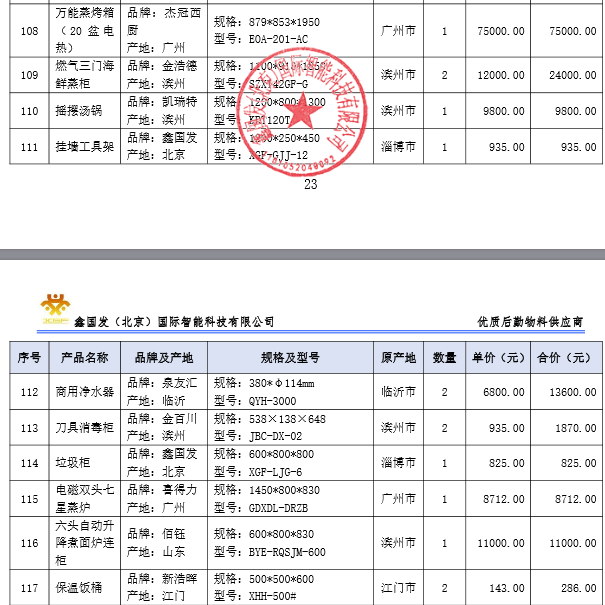 108 万能蒸烤箱（20 盆电热） 品牌：杰冠西厨 产地：广州 规格：879*853*1950 型号：EOA-201-AC 广州市 1 75000.00 75000.00
109 燃气三门海鲜蒸柜 品牌：金浩德 产地：滨州 型号：SZX142GF-G 滨州市 2 12000.00 24000.00
110 摇摆汤锅 品牌：凯瑞特 产地：滨州 规格：1200*800*1300 滨州市 1 9800.00 9800.00
111 挂墙工具架 品牌：鑫国发 产地：北京 规格：1200*250*450 型号：XGF-GJJ-12 淄博市 1 935.00 935.00
23
鑫国发（北京）国际智能科技有限公司 优质后勤物料供应商
序号 产品名称 品牌及产地 规格及型号 原产地 数量 单价（元） 合价（元）
112 商用净水器 品牌：泉友汇 产地：临沂 规格：380*φ114mm 型号：QYH-3000 临沂市 2 6800.00 13600.00
113 刀具消毒柜 品牌：金百川 产地：滨州 规格：538×138×648 型号：JBC-DX-02 滨州市 2 935.00 1870.00
114 垃圾柜 品牌：鑫国发 产地：北京 规格：600*800*800 型号：XGF-LJG-6 淄博市 1 825.00 825.00
115 电磁双头七星蒸炉 品牌：喜得力 产地：广州 规格：1450*800*830 型号：GDXDL-DRZB 广州市 1 8712.00 8712.00
116 六头自动升降煮面炉连柜 品牌：佰钰 产地：山东 规格：600*800*830 型号：BYE-RQSJM-600 滨州市 1 11000.00 11000.00
117 保温饭桶 品牌：新浩晖 产地：江门 规格：500*500*600 型号：XHH-500# 江门市 2 143.00 286.00